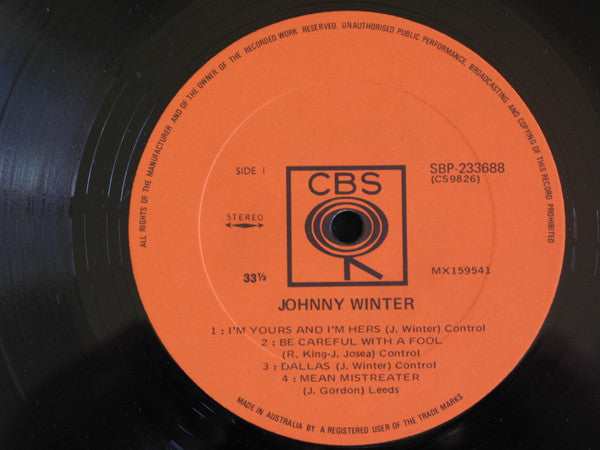 ALL RIGHTS OF THE MANUFACTURER AND OF THE OWNER OF THE RECORDED WORK RESERVED. UNAUTHORISED PUBLIC PERFORMANCE, BROADCASTING AND COPYING OF THIS RECORD PROHIBITED
SIDE 1
SBP-233688
(CS9826)
CBS
STEREO
33⅓
MX159541
JOHNNY WINTER
1 : I'M YOURS AND I'M HERS (J. Winter) Control
2 : BE CAREFUL WITH A FOOL
(R. King-J. Josea) Control
3 : DALLAS (J. Winter) Control
4 : MEAN MISTREATER
(J. Gordon) Leeds
MADE IN AUSTRALIA BY A REGISTERED USER OF THE TRADE MARKS